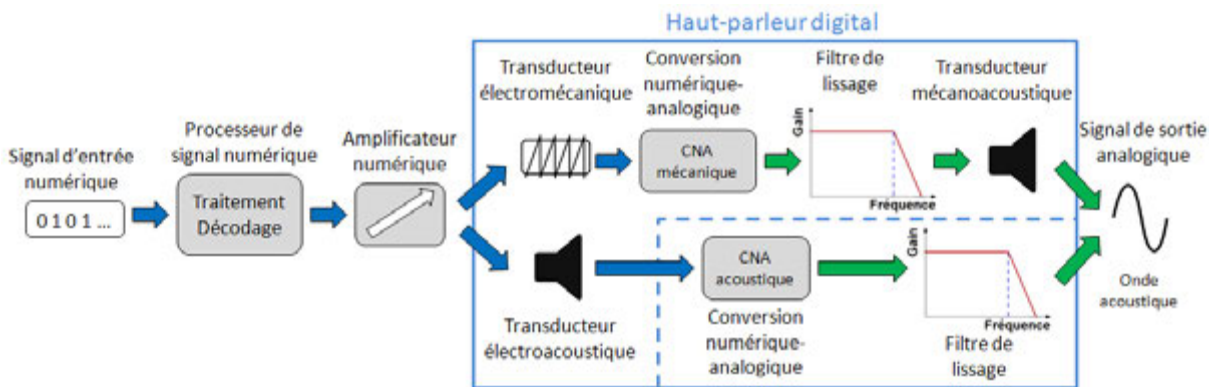 Haut-parleur digital
Signal d'entrée
numérique
0 1 0 1 ...
Processeur de
signal numérique
Traitement
Décodage
Amplificateur
numérique
Transducteur
électromécanique
Conversion
numérique-
analogique
CNA
mécanique
Filtre de
lissage
Gain
Fréquence
Transducteur
mécanoacoustique
Signal de sortie
analogique
Transducteur
électroacoustique
CNA
acoustique
Conversion
numérique-
analogique
Gain
Fréquence
Filtre de
lissage
Onde
acoustique